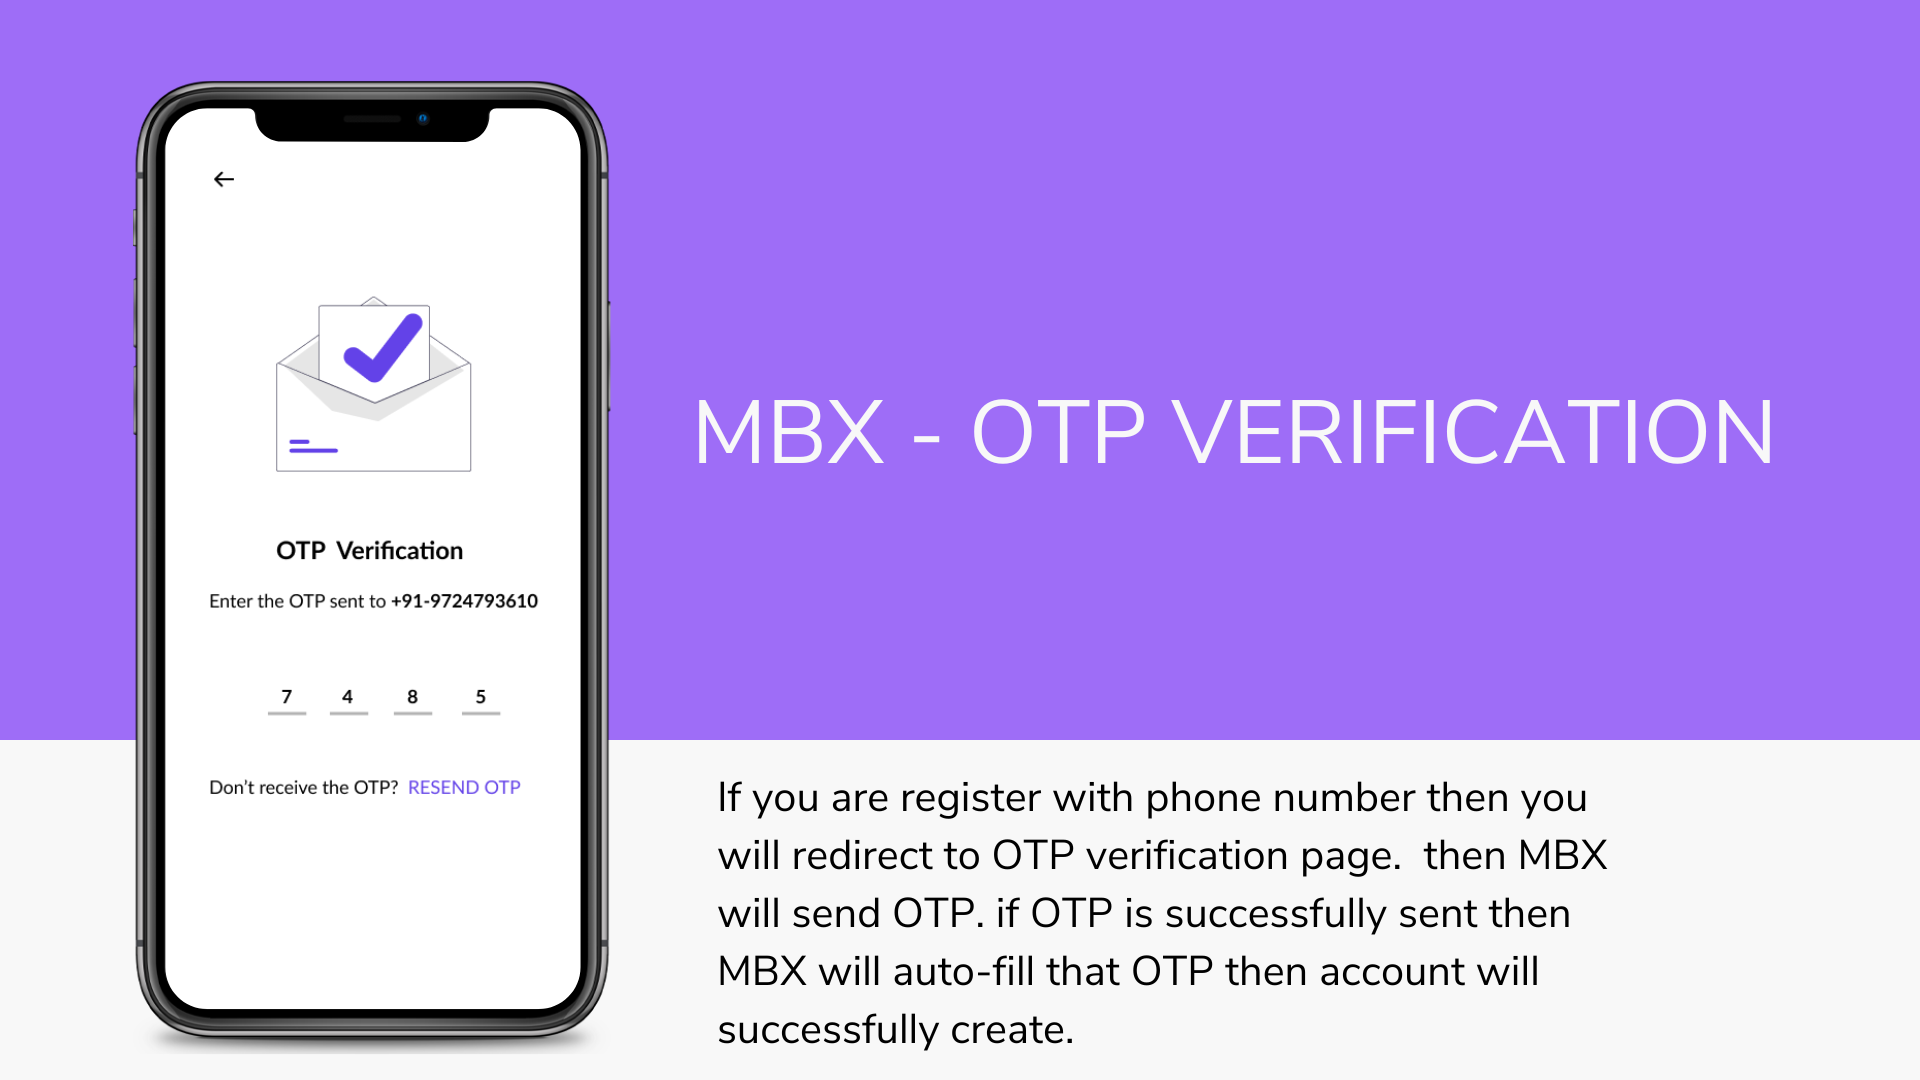 OTP Verification
Enter the OTP sent to +91-9724793610
7 4 8 5
Don't receive the OTP? RESEND OTP
MBX - OTP VERIFICATION
If you are register with phone number then you
will redirect to OTP verification page. then MBX
will send OTP. if OTP is successfully sent then
MBX will auto-fill that OTP then account will
successfully create.